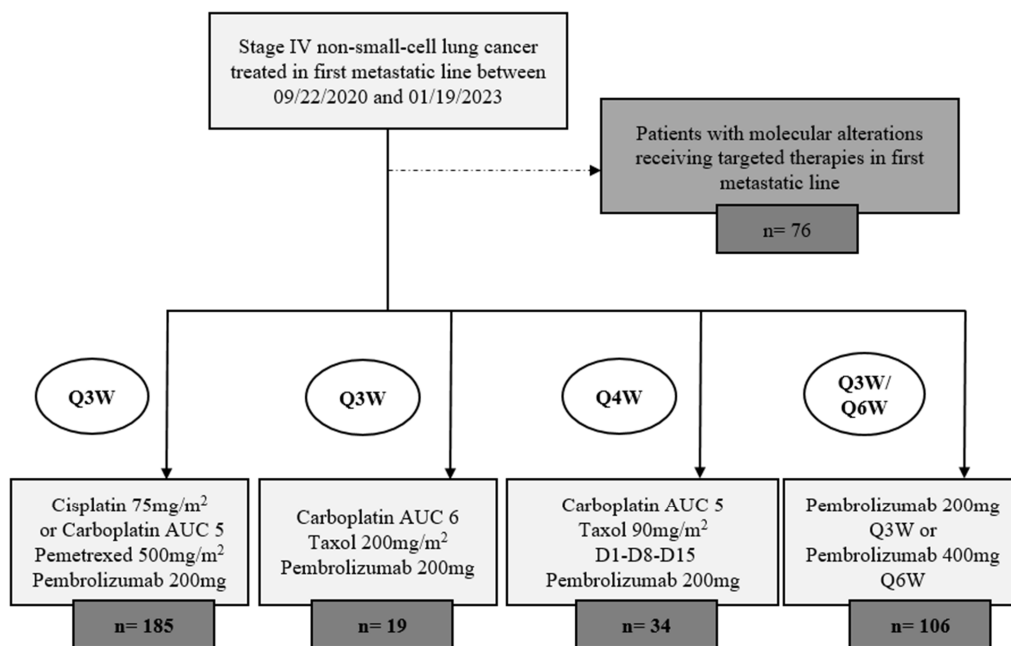 Stage IV non-small-cell lung cancer
treated in first metastatic line between
09/22/2020 and 01/19/2023
Patients with molecular alterations
receiving targeted therapies in first
metastatic line
n= 76
Q3W
Q3W
Q4W
Q3W/
Q6W
Cisplatin 75mg/m²
or Carboplatin AUC 5
Pemetrexed 500mg/m²
Pembrolizumab 200mg
n= 185
Carboplatin AUC 6
Taxol 200mg/m²
Pembrolizumab 200mg
n= 19
Carboplatin AUC 5
Taxol 90mg/m²
D1-D8-D15
Pembrolizumab 200mg
n= 34
Pembrolizumab 200mg
Q3W or
Pembrolizumab 400mg
Q6W
n= 106